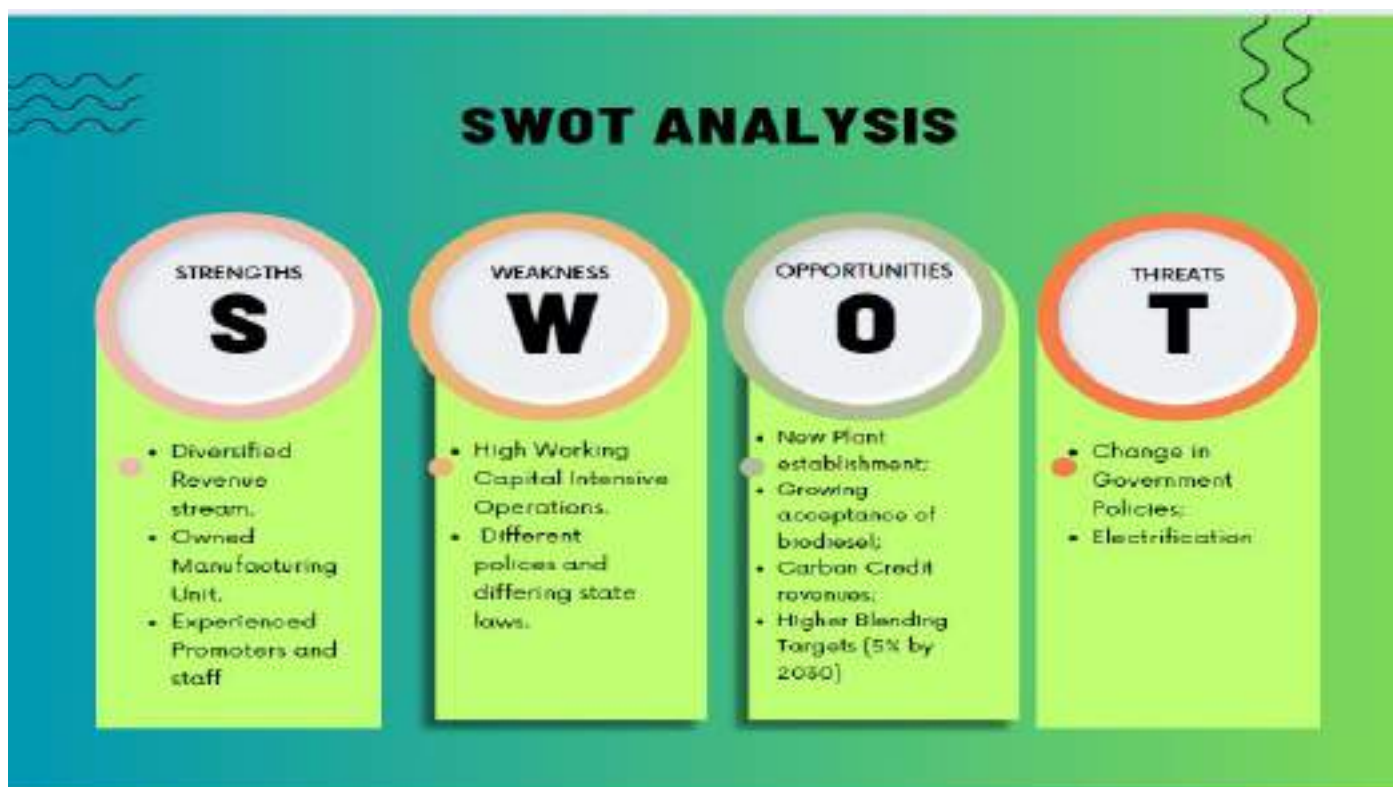 SWOT ANALYSIS
STRENGTHS
S
• Diversified
Revenue
stream.
• Owned
Manufacturing
Unit.
• Experienced
Promoters and
staff
WEAKNESS
W
• High Working
Capital Intensive
Operations.
• Different
polices and
differing state
laws.
OPPORTUNITIES
O
• New Plant
establishment;
• Growing
acceptance of
biodiesel;
• Carbon Credit
revenues;
• Higher Blending
Targets (5% by
2030)
THREATS
T
• Change in
Government
Policies;
• Electrification